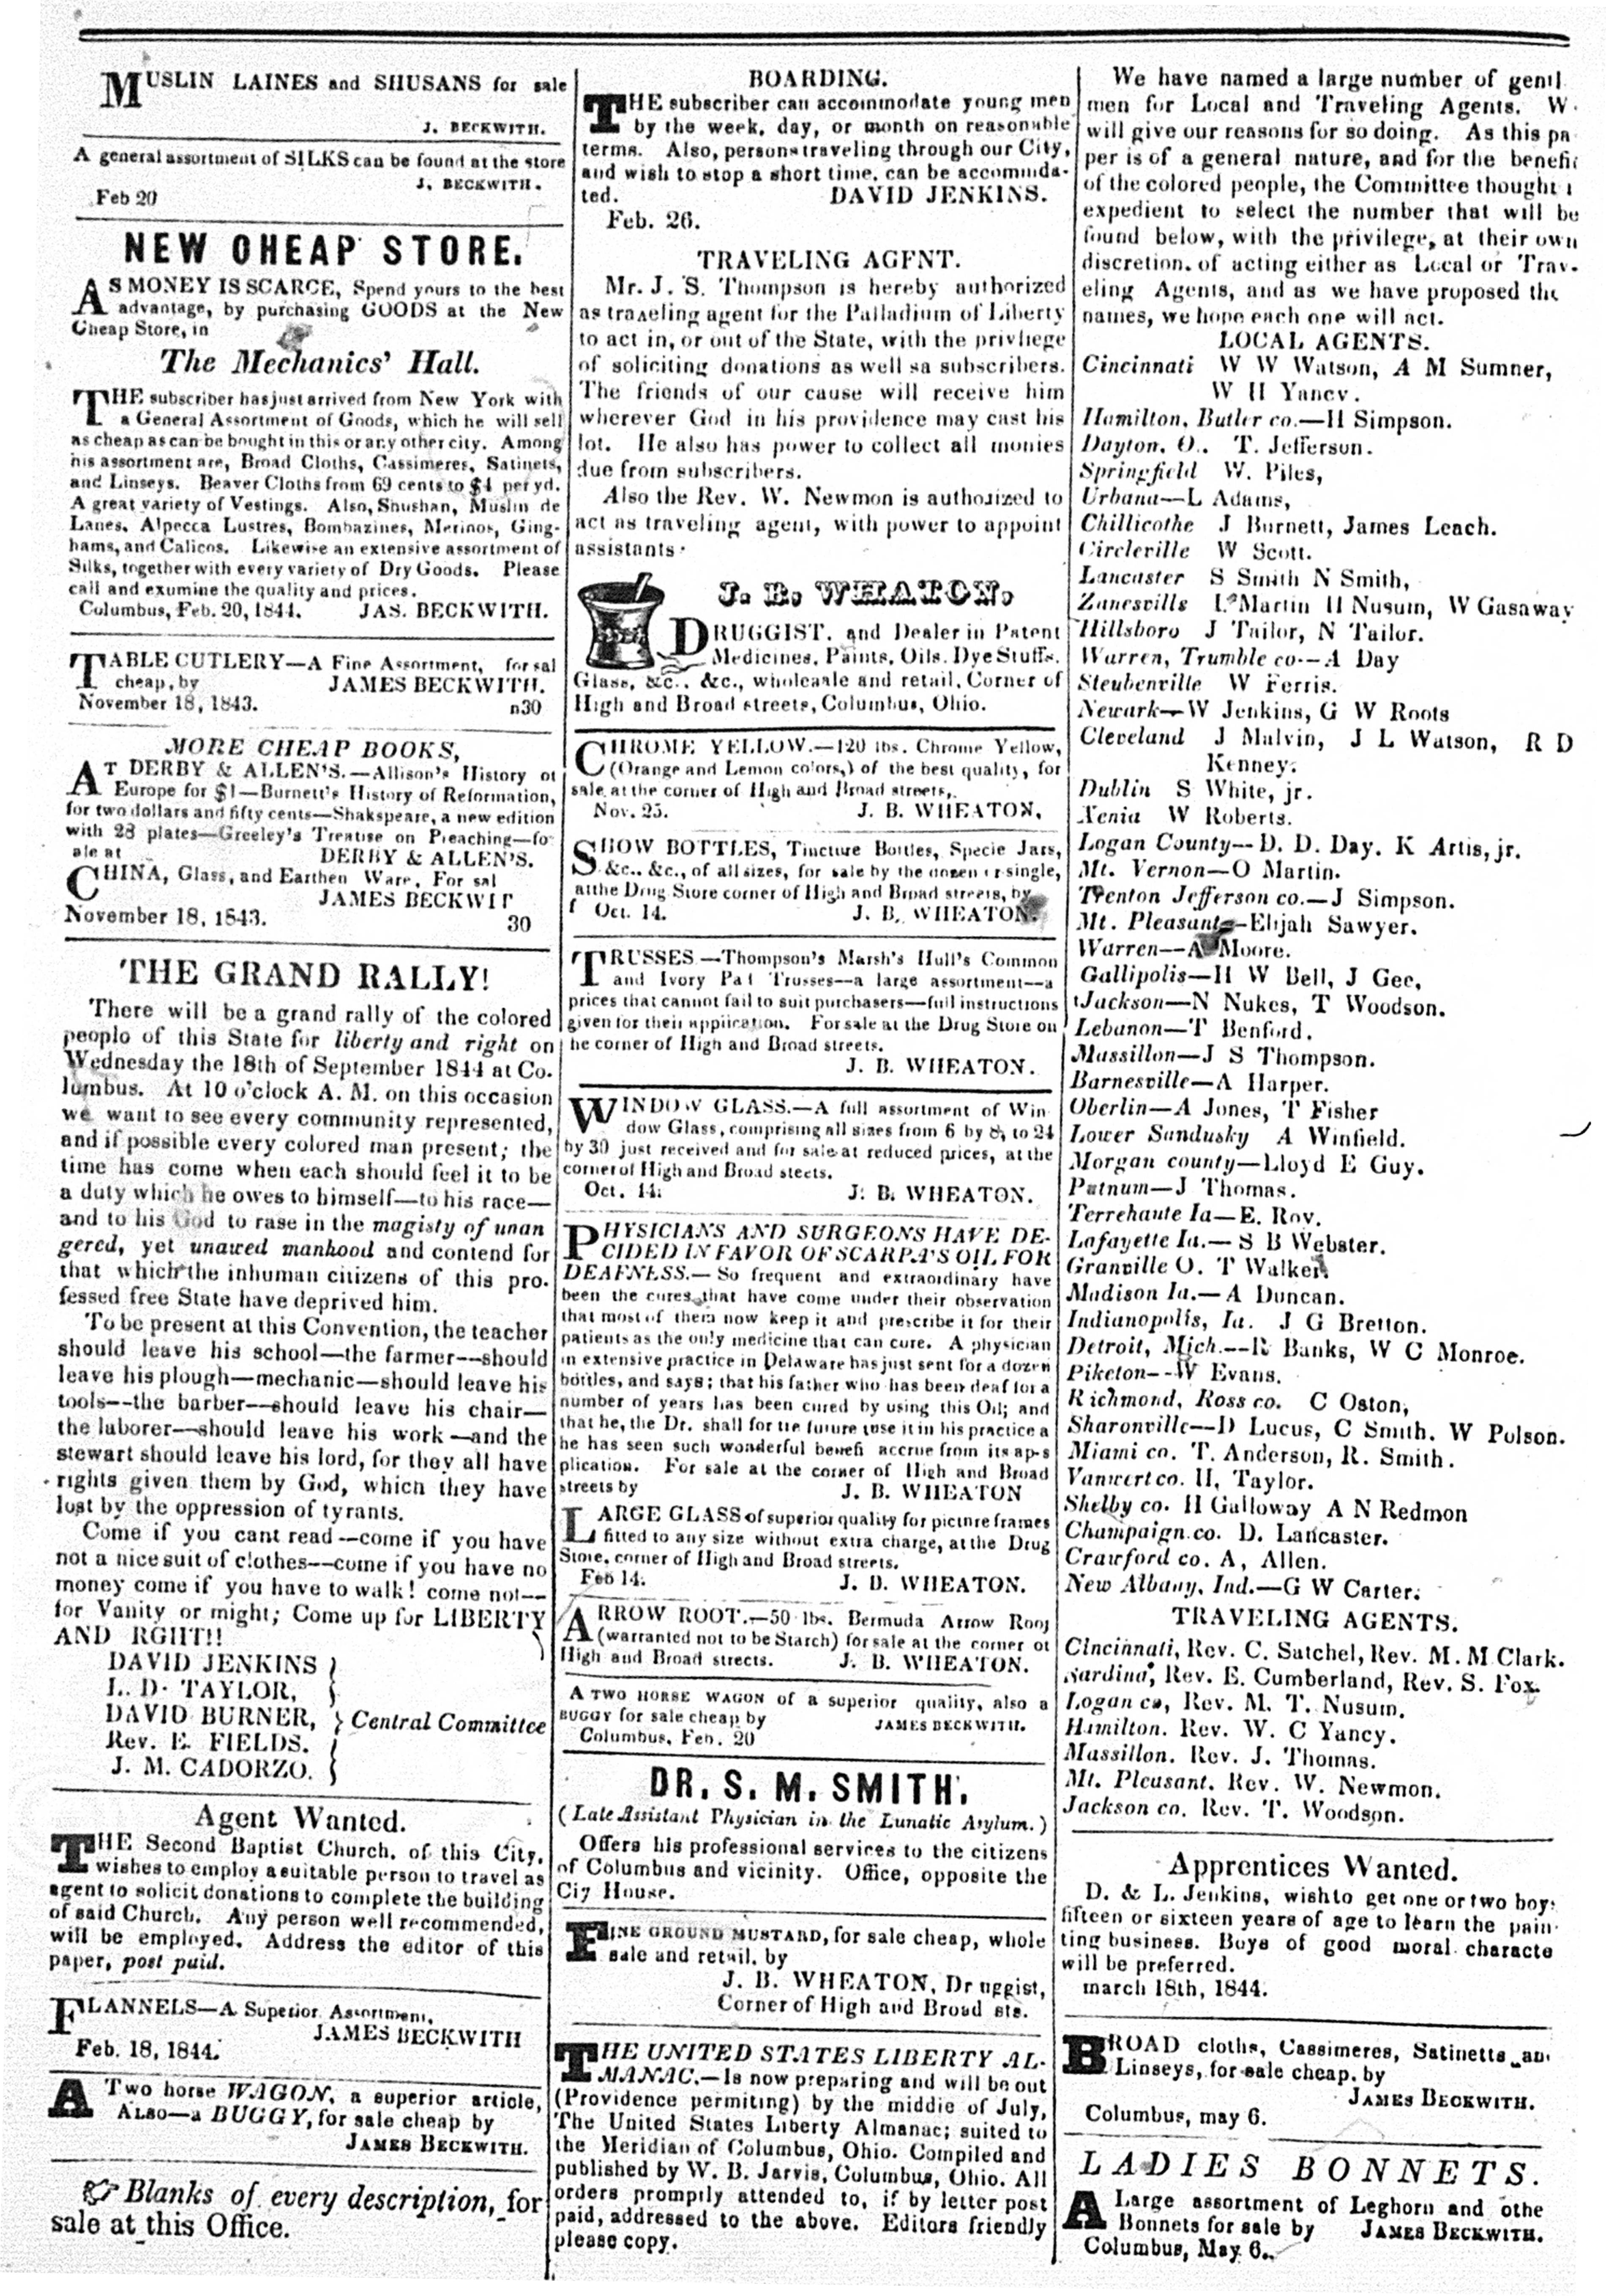 MUSLIN LAINES and SHUSANS for sale
J. BECKWITH.
A general assortment of SILKS can be found at the store
J. BECKWITH.
Feb 20
NEW CHEAP STORE.
AS MONEY IS SCARCE, Spend yours to the best
advantage, by purchasing GOODS at the New
Cheap Store, in
The Mechanics' Hall.
THE subscriber has just arrived from New York with
a General Assortment of Goods, which he will sell
as cheap as can be bought in this or any other city. Among
his assortment are, Broad Cloths, Cassimeres, Satinets,
and Linseys. Beaver Cloths from 69 cents to $4 per yd.
A great variety of Vestings. Also, Shushan, Muslin de
Lanes, Alpecca Lustres, Bombazines, Merinos, Ging-
hams, and Calicos. Likewise an extensive assortment of
Silks, together with every variety of Dry Goods. Please
call and examine the quality and prices.
Columbus, Feb. 20, 1844. JAS. BECKWITH.
TABLE CUTLERY—A Fine Assortment, for sal
cheap, by JAMES BECKWITH.
November 18, 1843. n30
MORE CHEAP BOOKS,
AT DERBY & ALLEN'S.—Allison's History of
Europe for $1—Burnett's History of Reformation,
for two dollars and fifty cents—Shakspeare, a new edition
with 23 plates—Greeley's Treatise on Preaching—fo
ale at DERBY & ALLEN'S.
CHINA, Glass, and Earthen Ware, For sal
JAMES BECKWIT
November 18, 1843. 30
THE GRAND RALLY!
There will be a grand rally of the colored
peoplo of this State for liberty and right on
Wednesday the 18th of September 1844 at Co.
lumbus. At 10 o'clock A. M. on this occasion
we want to see every community represented,
and if possible every colored man present; the
time has come when each should feel it to be
a duty which he owes to himself—to his race—
and to his God to rase in the magisty of unan
gered, yet unawed manhood and contend for
that which the inhuman citizens of this pro.
fessed free State have deprived him.
To be present at this Convention, the teacher
should leave his school—the farmer--should
leave his plough—mechanic—should leave his
tools--the barber—should leave his chair—
the laborer—should leave his work—and the
stewart should leave his lord, for they all have
rights given them by God, which they have
lost by the oppression of tyrants.
Come if you cant read--come if you have
not a nice suit of clothes--come if you have no
money come if you have to walk! come not--
for Vanity or might; Come up for LIBERTY
AND RGIIT!!
DAVID JENKINS
L. D. TAYLOR,
DAVID BURNER, } Central Committee
Rev. E. FIELDS.
J. M. CADORZO.
Agent Wanted.
THE Second Baptist Church, of this City,
wishes to employ a suitable person to travel as
agent to solicit donations to complete the building
of said Church. Any person well recommended,
will be employed. Address the editor of this
paper, post paid.
FLANNELS—A Superior Assortment,
JAMES BECKWITH
Feb. 18, 1844.
A Two horse WAGON, a superior article,
ALSO—a BUGGY, for sale cheap by
JAMES BECKWITH.
☞ Blanks of every description, for
sale at this Office.
BOARDING.
THE subscriber can accommodate young men
by the week, day, or month on reasonable
terms. Also, persons traveling through our City,
and wish to stop a short time, can be accommda-
ted. DAVID JENKINS.
Feb. 26.
TRAVELING AGENT.
Mr. J. S. Thompson is hereby authorized
as traveling agent for the Palladium of Liberty
to act in, or out of the State, with the privliege
of soliciting donations as well sa subscribers.
The friends of our cause will receive him
wherever God in his providence may cast his
lot. He also has power to collect all monies
due from subscribers.
Also the Rev. W. Newmon is authorized to
act as traveling agent, with power to appoint
assistants.
J. B. WHEATON,
DRUGGIST, and Dealer in Patent
Medicines, Paints, Oils, Dye Stuffs,
Glass, &c., &c., wholeale and retail, Corner of
High and Broad streets, Columbus, Ohio.
CHROME YELLOW.—120 lbs. Chrome Yellow,
(Orange and Lemon colors,) of the best quality, for
sale at the corner of High and Broad streets,
Nov. 25. J. B. WHEATON,
SHOW BOTTLES, Tincture Bottles, Specie Jars,
&c., &c., of all sizes, for sale by the dozen or single,
at the Drug Store corner of High and Broad streets, by
Oct. 14. J. B. WHEATON.
TRUSSES.—Thompson's Marsh's Hull's Common
and Ivory Pad Trusses—a large assortment—a
prices that cannot fail to suit purchasers—full instructions
given for their appiication. For sale at the Drug Store on
he corner of High and Broad streets.
J. B. WHEATON.
WINDOW GLASS.—A full assortment of Win
dow Glass, comprising all sizes from 6 by 8, to 24
by 30 just received and for sale at reduced prices, at the
corner of High and Broad steets.
Oct. 14. J. B. WHEATON.
PHYSICIANS AND SURGEONS HAVE DE-
CIDED IN FAVOR OF SCARPA'S OIL FOR
DEAFNESS.—So frequent and extraordinary have
been the cures that have come under their observation
that most of them now keep it and prescribe it for their
patients as the only medicine that can cure. A physician
in extensive practice in Delaware has just sent for a dozen
bottles, and says; that his father who has been deaf for a
number of years has been cured by using this Oil; and
that he, the Dr. shall for the future use it in his practice a
he has seen such wonderful benefi accrue from its ap-s
plication. For sale at the corner of High and Broad
streets by J. B. WHEATON
LARGE GLASS of superior quality for picture frames
fitted to any size without extra charge, at the Drug
Store, corner of High and Broad streets.
Feb 14. J. B. WHEATON.
ARROW ROOT.—50 lbs. Bermuda Arrow Root
(warranted not to be Starch) for sale at the corner of
High and Broad streets. J. B. WHEATON.
A TWO HORSE WAGON of a superior quality, also a
BUGGY for sale cheap by JAMES BECKWITH.
Columbus, Feb. 20
DR. S. M. SMITH.
(Late Assistant Physician in the Lunatic Asylum.)
Offers his professional services to the citizens
of Columbus and vicinity. Office, opposite the
City House.
FINE GROUND MUSTARD, for sale cheap, whole
sale and retail, by
J. B. WHEATON, Druggist,
Corner of High and Broad sts.
THE UNITED STATES LIBERTY AL-
MANAC.—Is now preparing and will be out
(Providence permiting) by the middle of July,
The United States Liberty Almanac; suited to
the Meridian of Columbus, Ohio. Compiled and
published by W. B. Jarvis, Columbus, Ohio. All
orders promptly attended to, if by letter post
paid, addressed to the above. Editors friendly
please copy.
We have named a large number of gentl
men for Local and Traveling Agents. W
will give our reasons for so doing. As this pa
per is of a general nature, and for the benefit
of the colored people, the Committee thought i
expedient to select the number that will be
found below, with the privilege, at their own
discretion, of acting either as Local or Trav-
eling Agents, and as we have proposed the
names, we hope each one will act.
LOCAL AGENTS.
Cincinnati W W Watson, A M Sumner,
W H Yancy.
Hamilton, Butler co.—H Simpson.
Dayton, O. T. Jefferson.
Springfield W. Piles,
Urbana—L Adams,
Chillicothe J Burnett, James Leach.
Circleville W Scott.
Lancaster S Smith N Smith,
Zanesvills L Martin H Nusum, W Gasaway
Hillsboro J Tailor, N Tailor.
Warren, Trumble co.—A Day
Steubenville W Ferris.
Newark—W Jenkins, G W Roots
Cleveland J Malvin, J L Watson, R D
Kenney.
Dublin S White, jr.
Xenia W Roberts.
Logan County—D. D. Day. K Artis, jr.
Mt. Vernon—O Martin.
Trenton Jefferson co.—J Simpson.
Mt. Pleasant—Elijah Sawyer.
Warren—A Moore.
Gallipolis—H W Bell, J Gee,
Jackson—N Nukes, T Woodson.
Lebanon—T Benford.
Massillon—J S Thompson.
Barnesville—A Harper.
Oberlin—A Jones, T Fisher
Lower Sandusky A Winfield.
Morgan county—Lloyd E Guy.
Putnum—J Thomas.
Terrehaute Ia—E. Roy.
Lafayette Ia.—S B Webster.
Granville O. T Walker.
Madison Ia.—A Duncan.
Indianopolis, Ia. J G Bretton.
Detroit, Mich.--R Banks, W C Monroe.
Piketon--W Evans.
Richmond, Ross co. C Oston,
Sharonville—D Lucus, C Smith. W Polson.
Miami co. T. Anderson, R. Smith.
Vanwert co. H, Taylor.
Shelby co. H Galloway A N Redmon
Champaign co. D. Lancaster.
Crawford co. A, Allen.
New Albany, Ind.—G W Carter.
TRAVELING AGENTS.
Cincinnati, Rev. C. Satchel, Rev. M. M Clark.
Sardina, Rev. E. Cumberland, Rev. S. Fox.
Logan co, Rev. M. T. Nusum.
Hamilton. Rev. W. C Yancy.
Massillon. Rev. J. Thomas.
Mt. Pleasant. Rev. W. Newmon.
Jackson co. Rev. T. Woodson.
Apprentices Wanted.
D. & L. Jenkins, wish to get one or two boys
fifteen or sixteen years of age to learn the pain-
ting business. Boys of good moral characte
will be preferred.
march 18th, 1844.
BROAD cloths, Cassimeres, Satinetts an
Linseys, for sale cheap, by
JAMES BECKWITH.
Columbus, may 6.
LADIES BONNETS.
A Large assortment of Leghorn and othe
Bonnets for sale by JAMES BECKWITH.
Columbus, May 6.